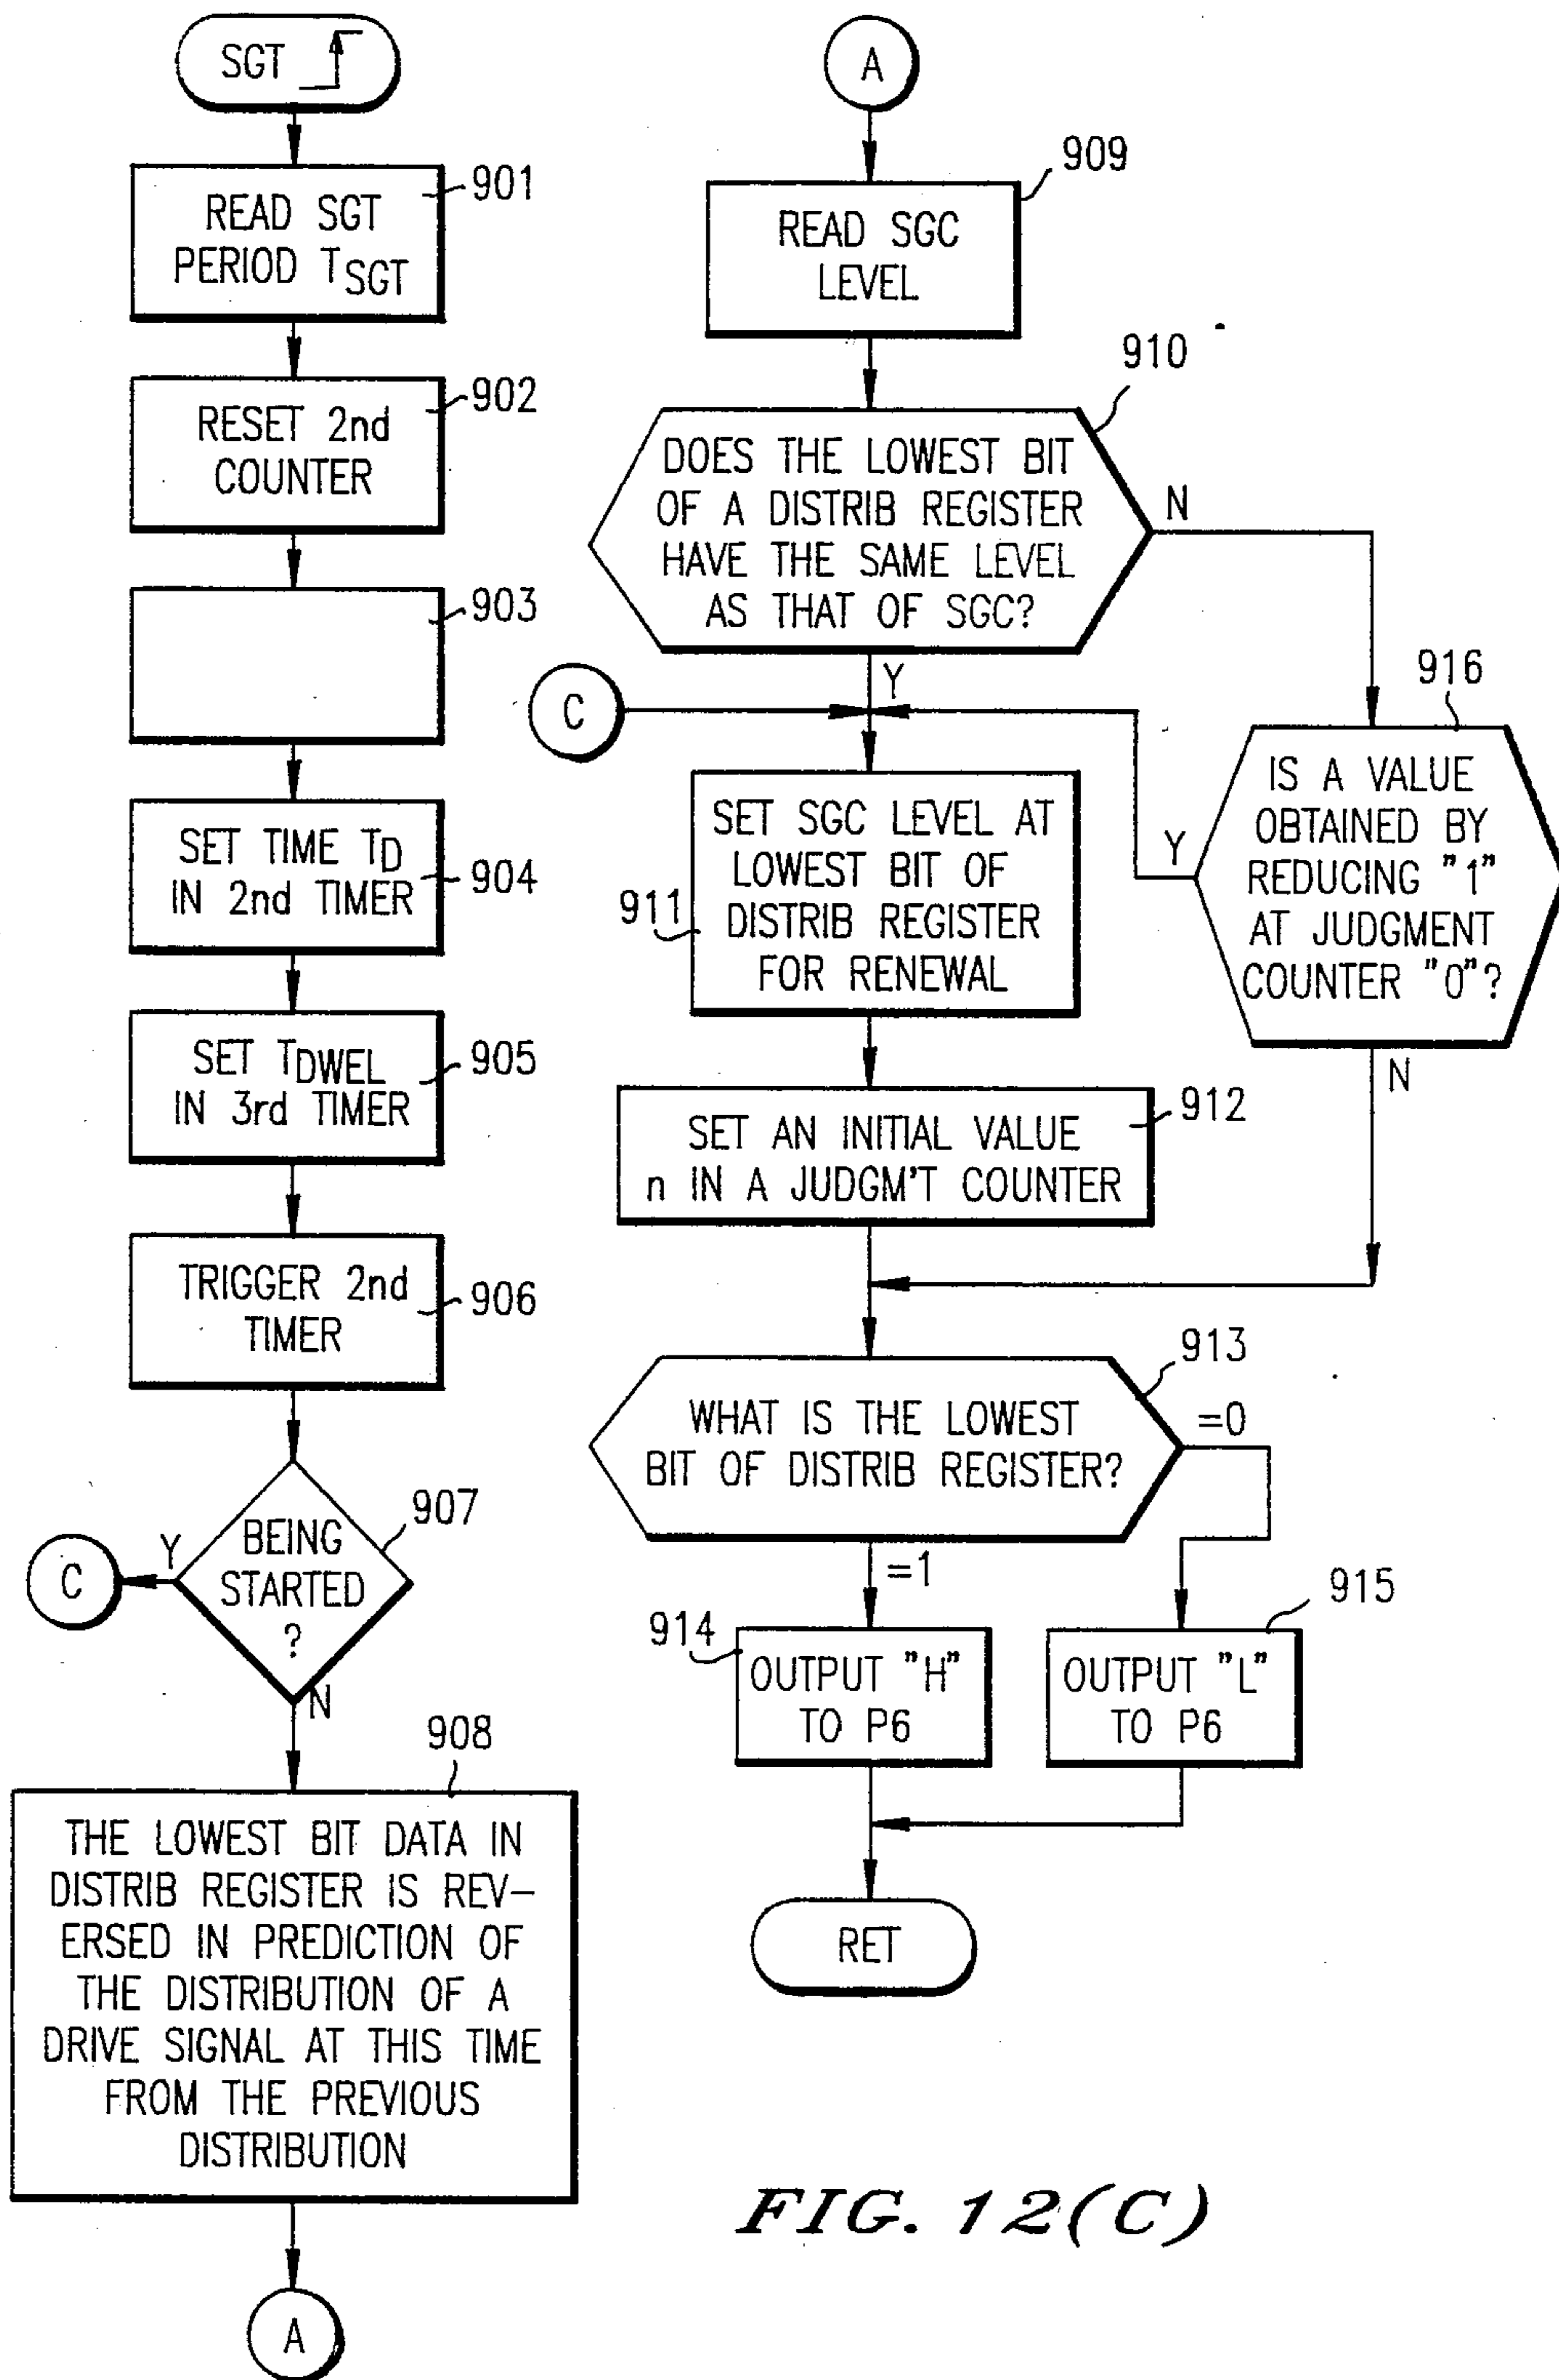 SGT
READ SGT
PERIOD TSGT
901
RESET 2nd
COUNTER
902
903
SET TIME TD
IN 2nd TIMER
904
SET TDWEL
IN 3rd TIMER
905
TRIGGER 2nd
TIMER
906
BEING
STARTED
?
907
Y
C
N
908
THE LOWEST BIT DATA IN
DISTRIB REGISTER IS REV-
ERSED IN PREDICTION OF
THE DISTRIBUTION OF A
DRIVE SIGNAL AT THIS TIME
FROM THE PREVIOUS
DISTRIBUTION
A
A
909
READ SGC
LEVEL
910
DOES THE LOWEST BIT
OF A DISTRIB REGISTER
HAVE THE SAME LEVEL
AS THAT OF SGC?
N
Y
C
916
IS A VALUE
OBTAINED BY
REDUCING "1"
AT JUDGMENT
COUNTER "0"?
Y
N
911
SET SGC LEVEL AT
LOWEST BIT OF
DISTRIB REGISTER
FOR RENEWAL
912
SET AN INITIAL VALUE
n IN A JUDGM'T COUNTER
913
WHAT IS THE LOWEST
BIT OF DISTRIB REGISTER?
=0
=1
914
OUTPUT "H"
TO P6
915
OUTPUT "L"
TO P6
RET
FIG. 12(C)